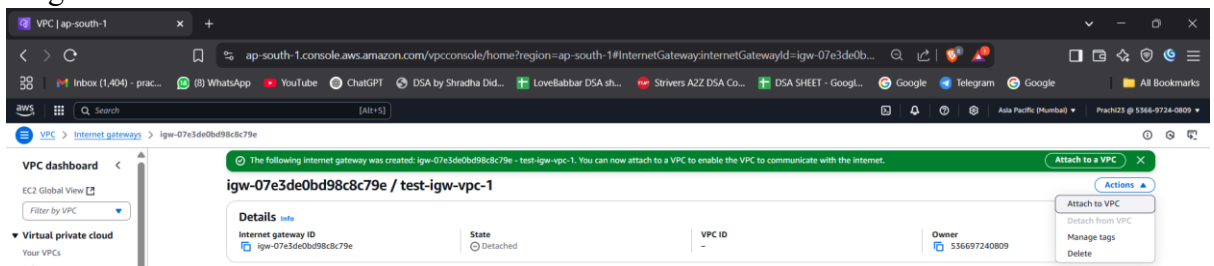 VPC | ap-south-1
ap-south-1.console.aws.amazon.com/vpcconsole/home?region=ap-south-1#InternetGateway:internetGatewayId=igw-07e3de0b...
Inbox (1,404) - prac... (8) WhatsApp YouTube ChatGPT DSA by Shradha Did... LoveBabbar DSA sh... Strivers A2Z DSA Co... DSA SHEET - Googl... Google Telegram Google All Bookmarks
aws Search [Alt+S] Asia Pacific (Mumbai) Prachi23 @ 5366-9724-0809
VPC > Internet gateways > igw-07e3de0bd98c8c79e
VPC dashboard
The following internet gateway was created: igw-07e3de0bd98c8c79e - test-igw-vpc-1. You can now attach to a VPC to enable the VPC to communicate with the internet. Attach to a VPC
EC2 Global View
igw-07e3de0bd98c8c79e / test-igw-vpc-1 Actions
Filter by VPC
Attach to VPC
Detach from VPC
Manage tags
Delete
Details Info
Virtual private cloud
Your VPCs
Internet gateway ID
igw-07e3de0bd98c8c79e
State
Detached
VPC ID
–
Owner
536697240809